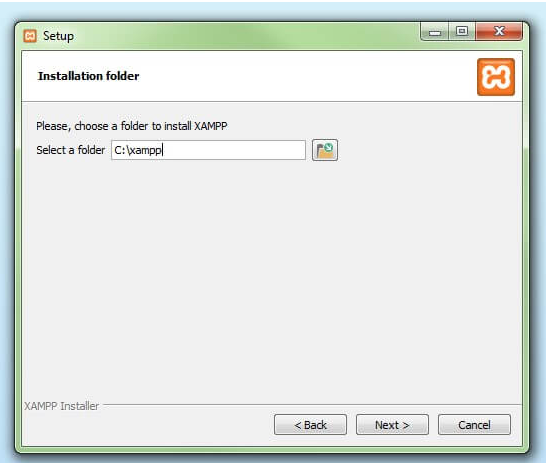 Setup
Installation folder
Please, choose a folder to install XAMPP
Select a folder C:\xampp
XAMPP Installer
< Back Next > Cancel